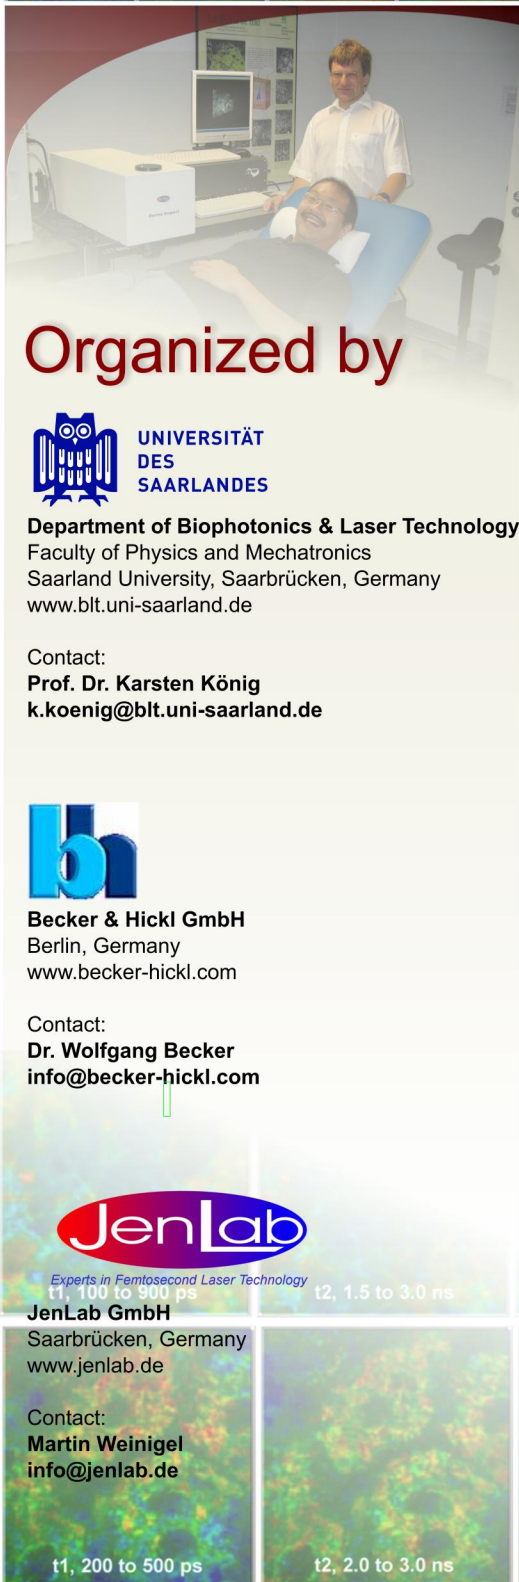 Organized by
UNIVERSITÄT
DES
SAARLANDES
Department of Biophotonics & Laser Technology
Faculty of Physics and Mechatronics
Saarland University, Saarbrücken, Germany
www.blt.uni-saarland.de
Contact:
Prof. Dr. Karsten König
k.koenig@blt.uni-saarland.de
bh
Becker & Hickl GmbH
Berlin, Germany
www.becker-hickl.com
Contact:
Dr. Wolfgang Becker
info@becker-hickl.com
JenLab
Experts in Femtosecond Laser Technology
t1, 100 to 900 ps
t2, 1.5 to 3.0 ns
JenLab GmbH
Saarbrücken, Germany
www.jenlab.de
Contact:
Martin Weinigel
info@jenlab.de
t1, 200 to 500 ps
t2, 2.0 to 3.0 ns